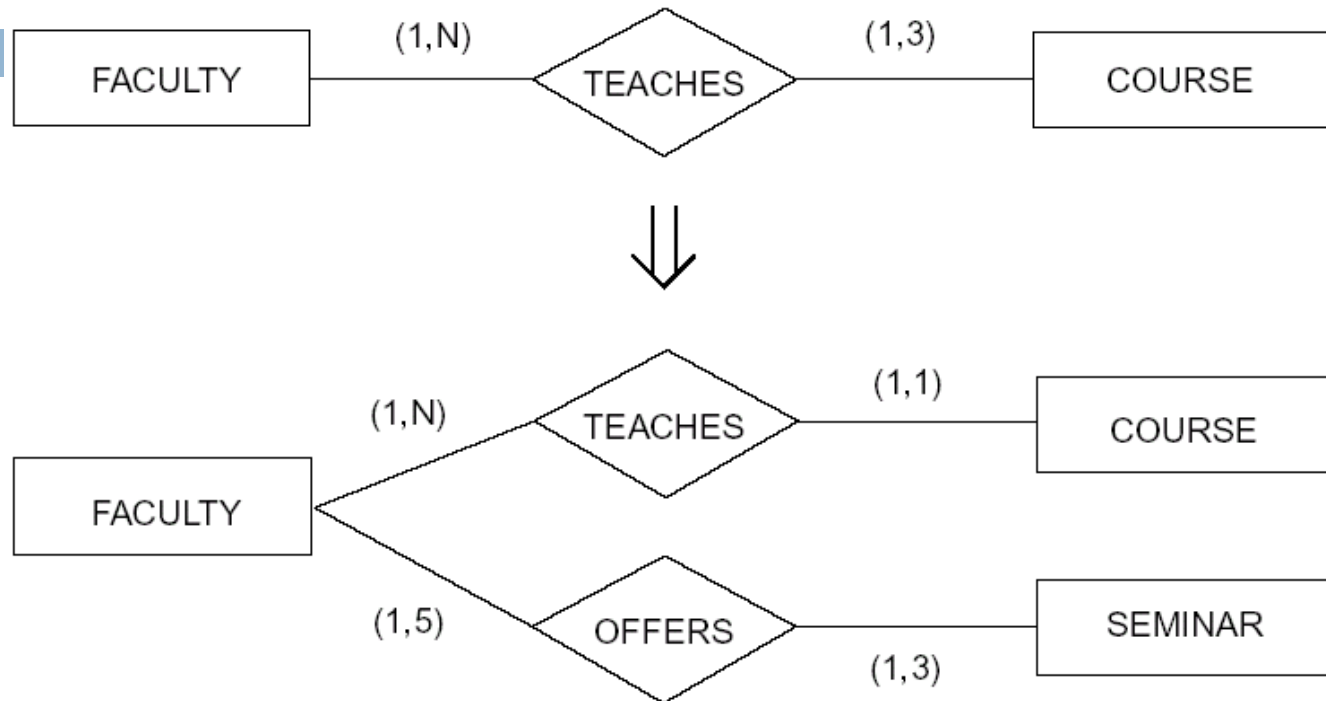 (1,N) (1,3)
FACULTY TEACHES COURSE
(1,N) (1,1)
TEACHES COURSE
FACULTY
(1,5) OFFERS SEMINAR
(1,3)